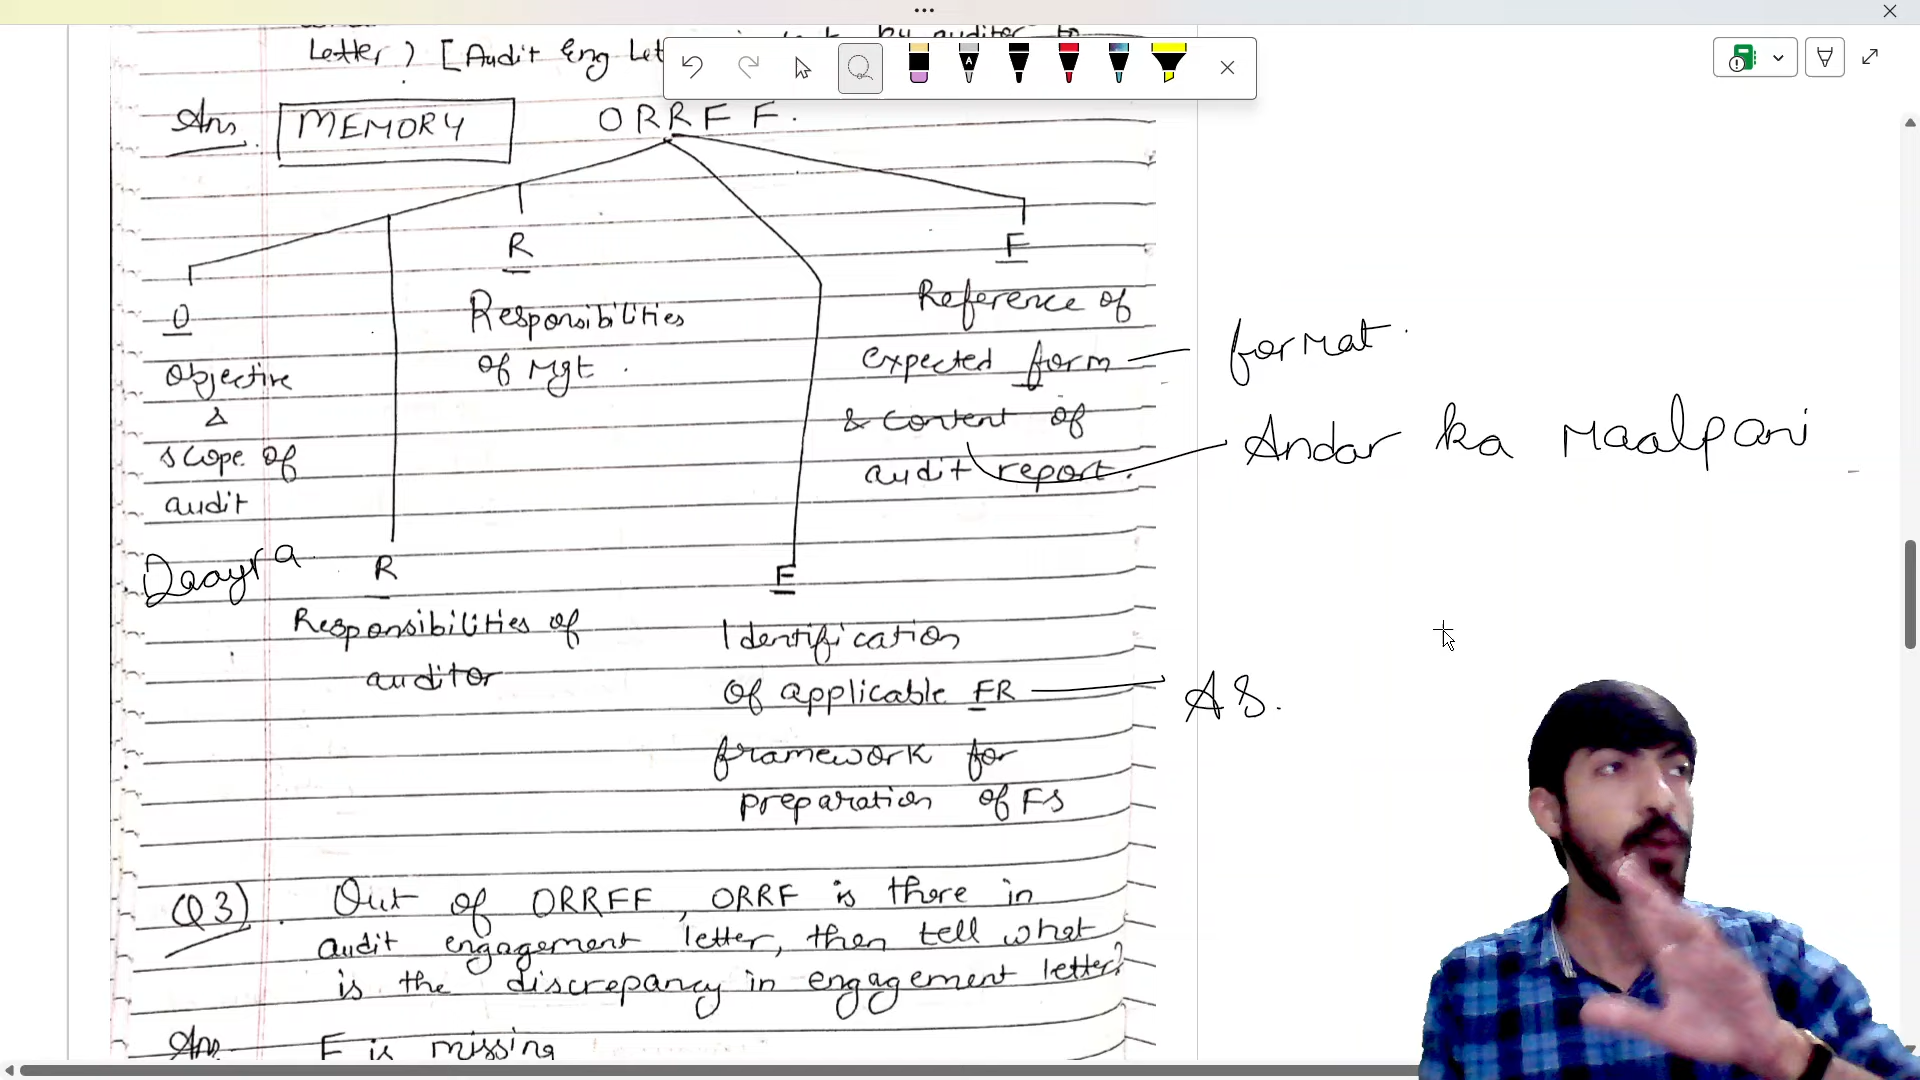 Letter) [Audit Eng Let
Ans. MEMORY ORRFF.
O
Objective
&
scope of
audit
Daayra
R
Responsibilities of
auditor
R
Responsibilities
of Mgt.
F
Identification
of applicable FR
framework for
preparation of FS
AS.
F
Reference of
expected form
& content of
audit report.
format.
Andar ka Maalpani
Q3) Out of ORRFF, ORRF is there in
audit engagement letter, then tell what
is the discrepancy in engagement letter?
Ans F is missing